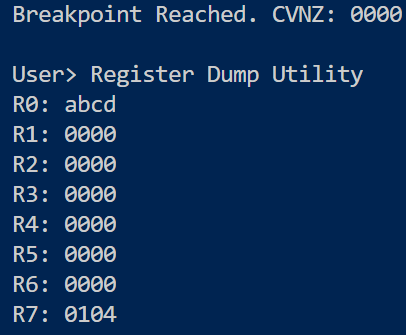 Breakpoint Reached. CVNZ: 0000
User> Register Dump Utility
R0: abcd
R1: 0000
R2: 0000
R3: 0000
R4: 0000
R5: 0000
R6: 0000
R7: 0104